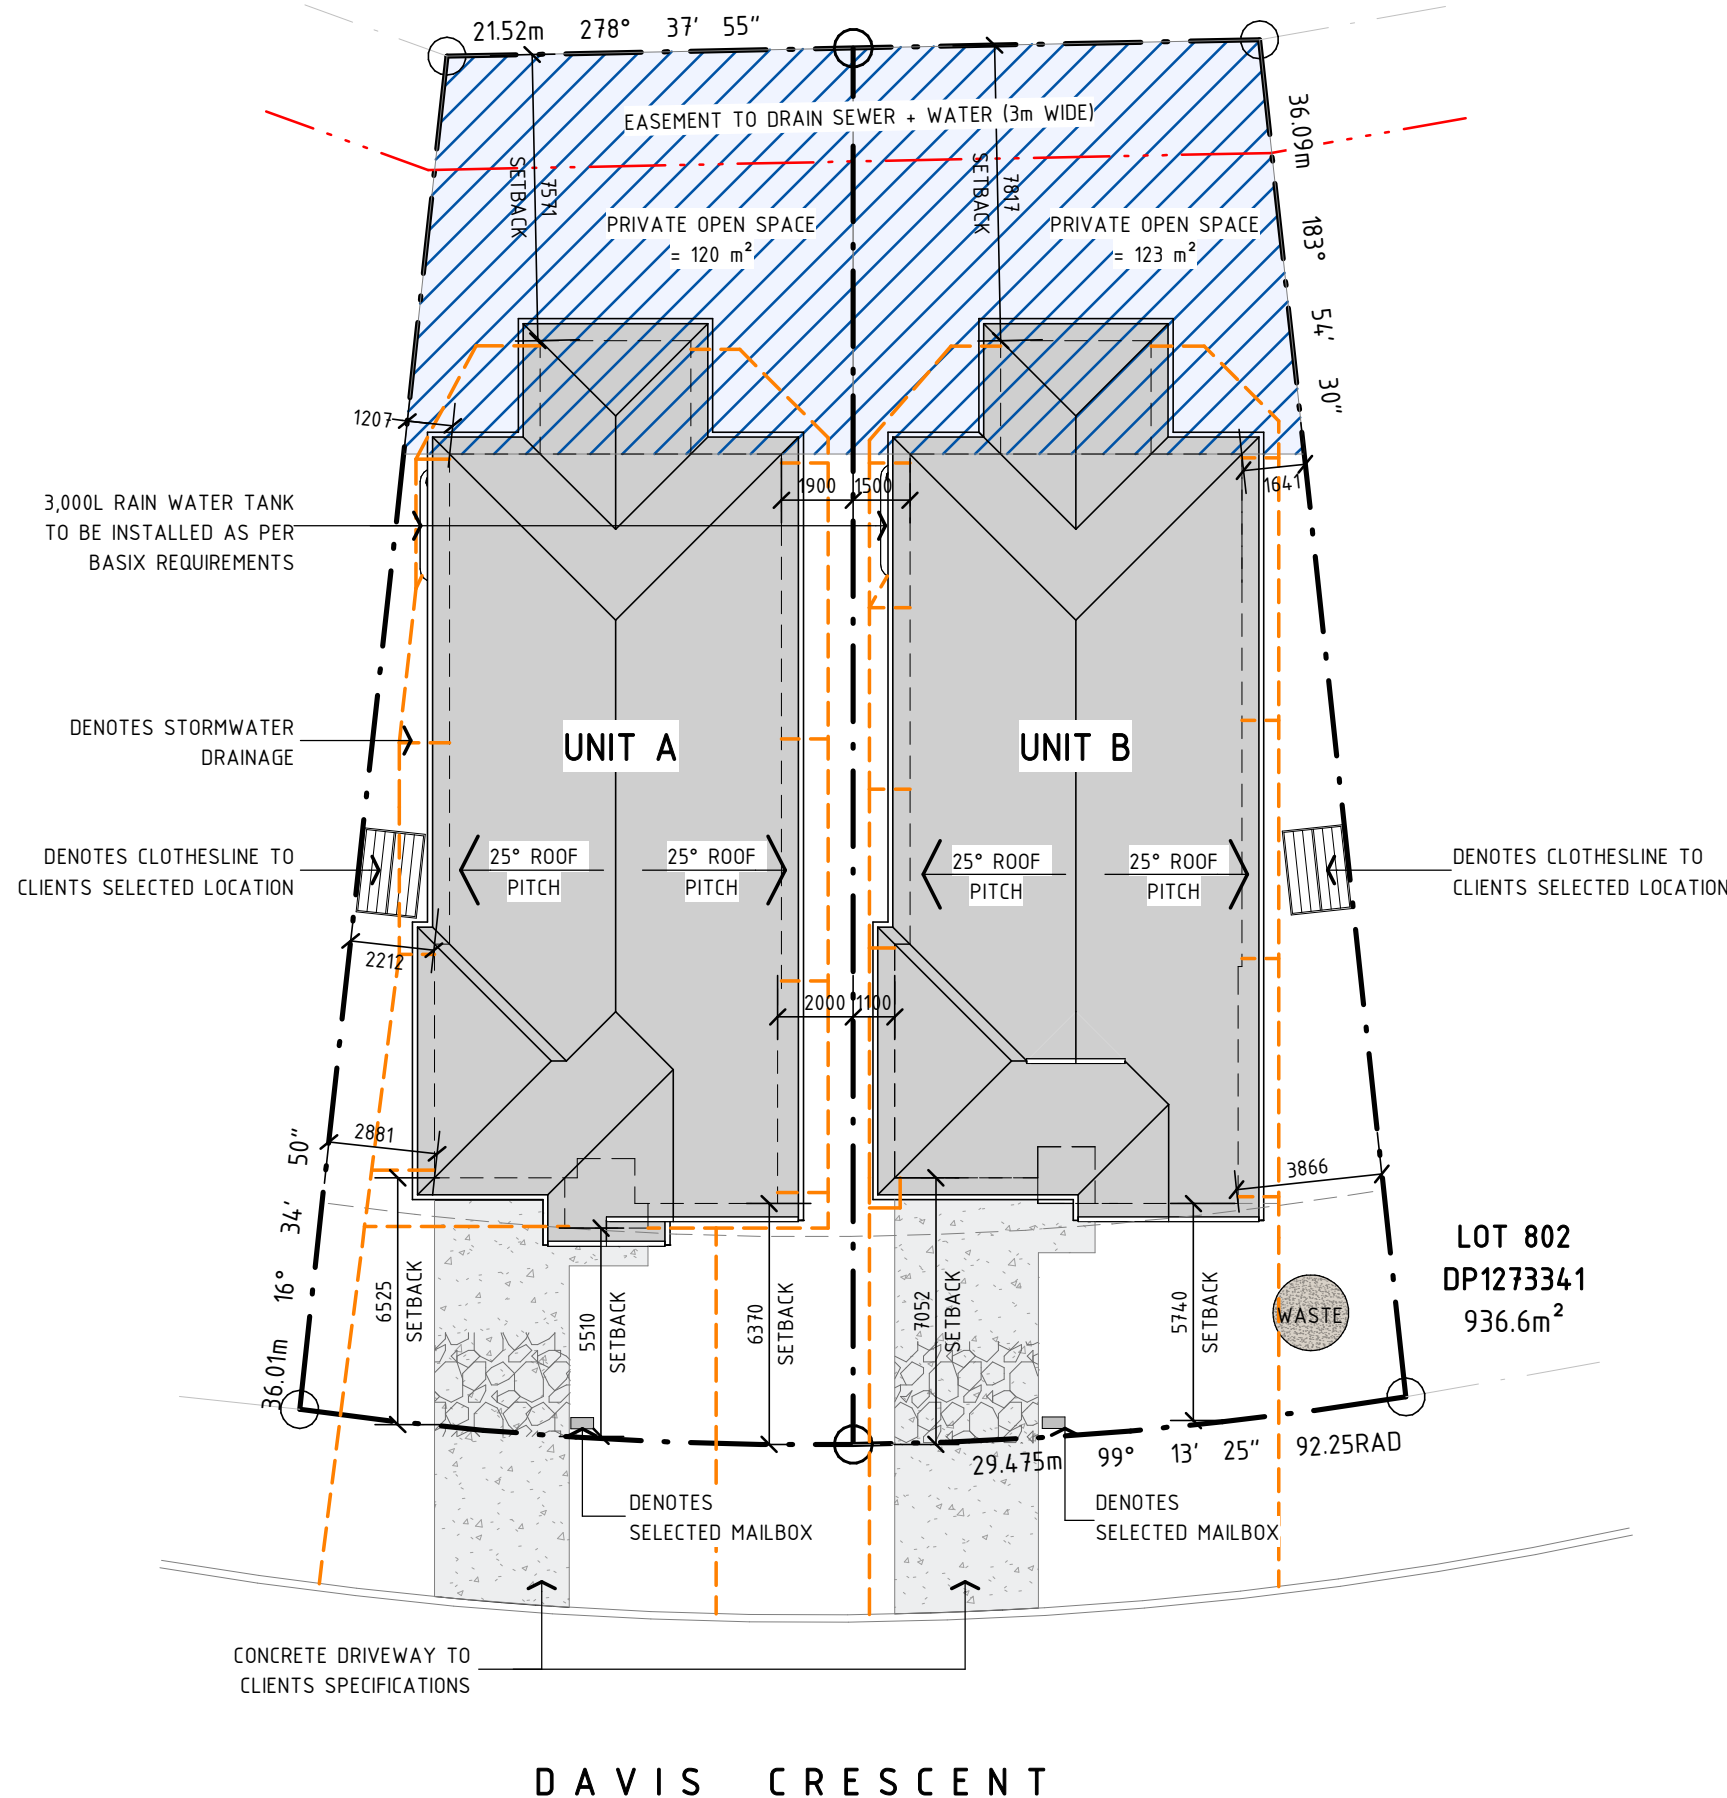 21.52m 278° 37' 55"
EASEMENT TO DRAIN SEWER + WATER (3m WIDE)
36.09m 183° 54' 30"
7571
SETBACK
7817
SETBACK
PRIVATE OPEN SPACE
= 120 m²
PRIVATE OPEN SPACE
= 123 m²
1207
1900
1500
1641
3,000L RAIN WATER TANK
TO BE INSTALLED AS PER
BASIX REQUIREMENTS
DENOTES STORMWATER
DRAINAGE
UNIT A
UNIT B
DENOTES CLOTHESLINE TO
CLIENTS SELECTED LOCATION
25° ROOF
PITCH
25° ROOF
PITCH
25° ROOF
PITCH
25° ROOF
PITCH
DENOTES CLOTHESLINE TO
CLIENTS SELECTED LOCATION
2212
2000
1100
2881
3866
36.01m 16° 34' 50"
6525
SETBACK
5510
SETBACK
6370
SETBACK
7052
SETBACK
5740
SETBACK
WASTE
LOT 802
DP1273341
936.6m²
29.475m 99° 13' 25" 92.25RAD
DENOTES
SELECTED MAILBOX
DENOTES
SELECTED MAILBOX
CONCRETE DRIVEWAY TO
CLIENTS SPECIFICATIONS
DAVIS CRESCENT